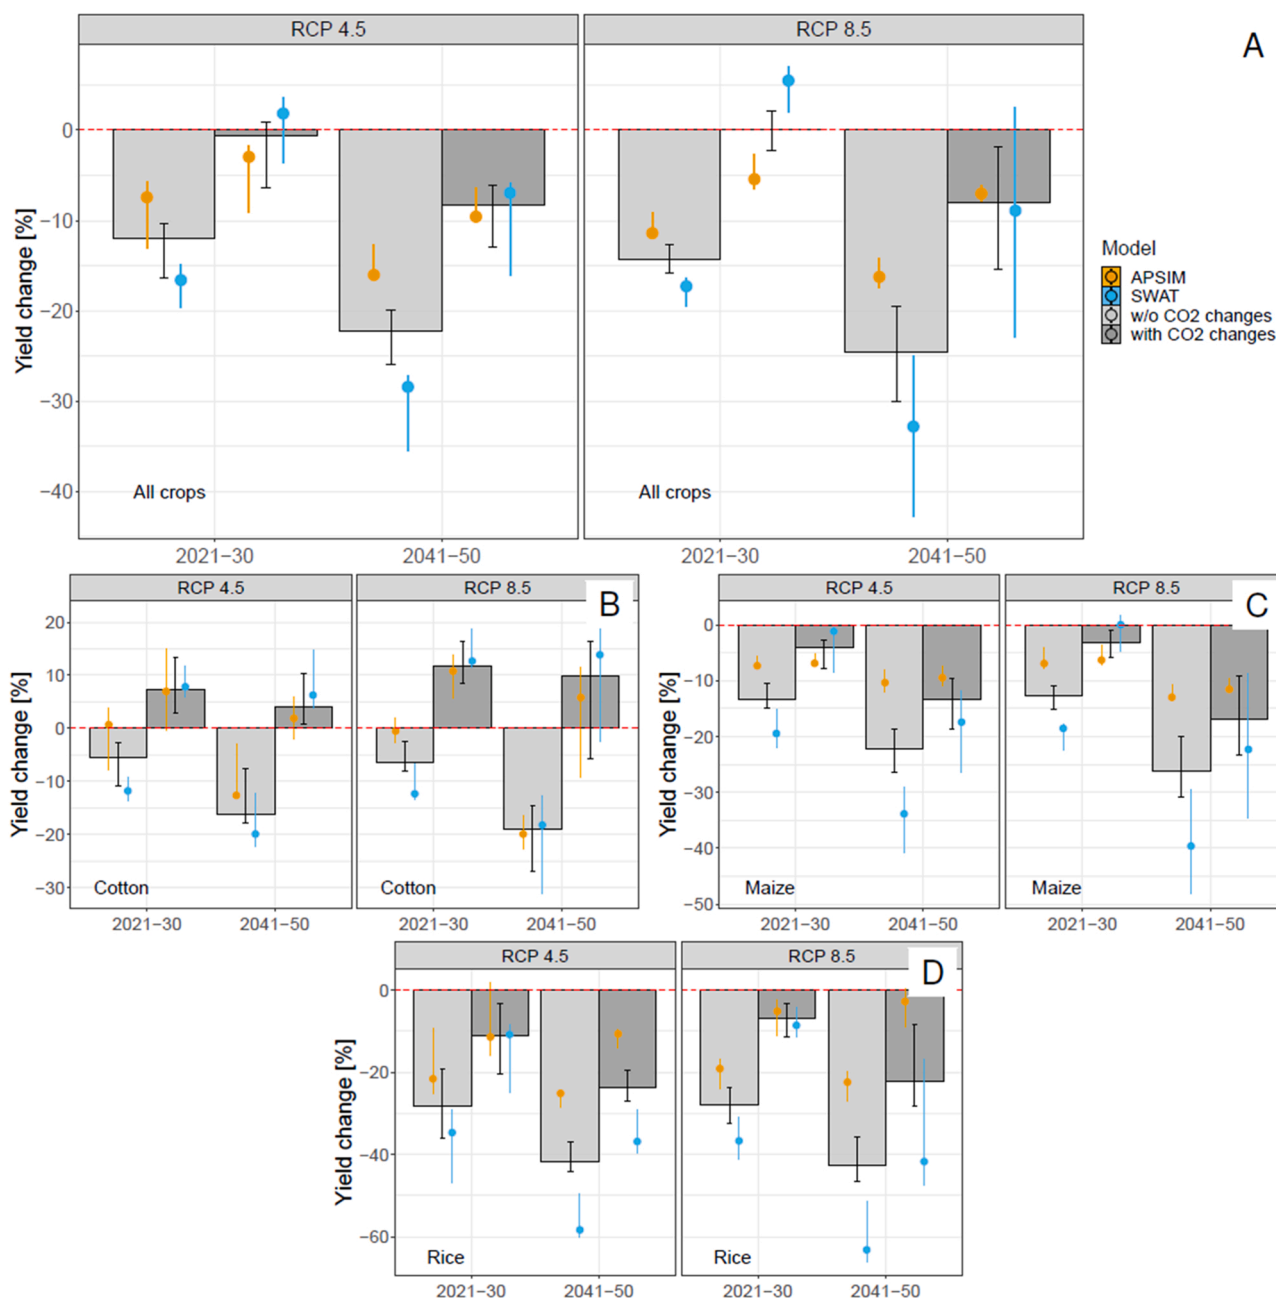 RCP 4.5
RCP 8.5
A
Yield change [%]
0
−10
−20
−30
−40
All crops
All crops
2021−30
2041−50
2021−30
2041−50
Model
APSIM
SWAT
w/o CO2 changes
with CO2 changes
RCP 4.5
RCP 8.5
B
Yield change [%]
20
10
0
−10
−20
−30
Cotton
Cotton
2021−30
2041−50
2021−30
2041−50
RCP 4.5
RCP 8.5
C
Yield change [%]
0
−10
−20
−30
−40
−50
Maize
Maize
2021−30
2041−50
2021−30
2041−50
RCP 4.5
RCP 8.5
D
Yield change [%]
0
−20
−40
−60
Rice
Rice
2021−30
2041−50
2021−30
2041−50